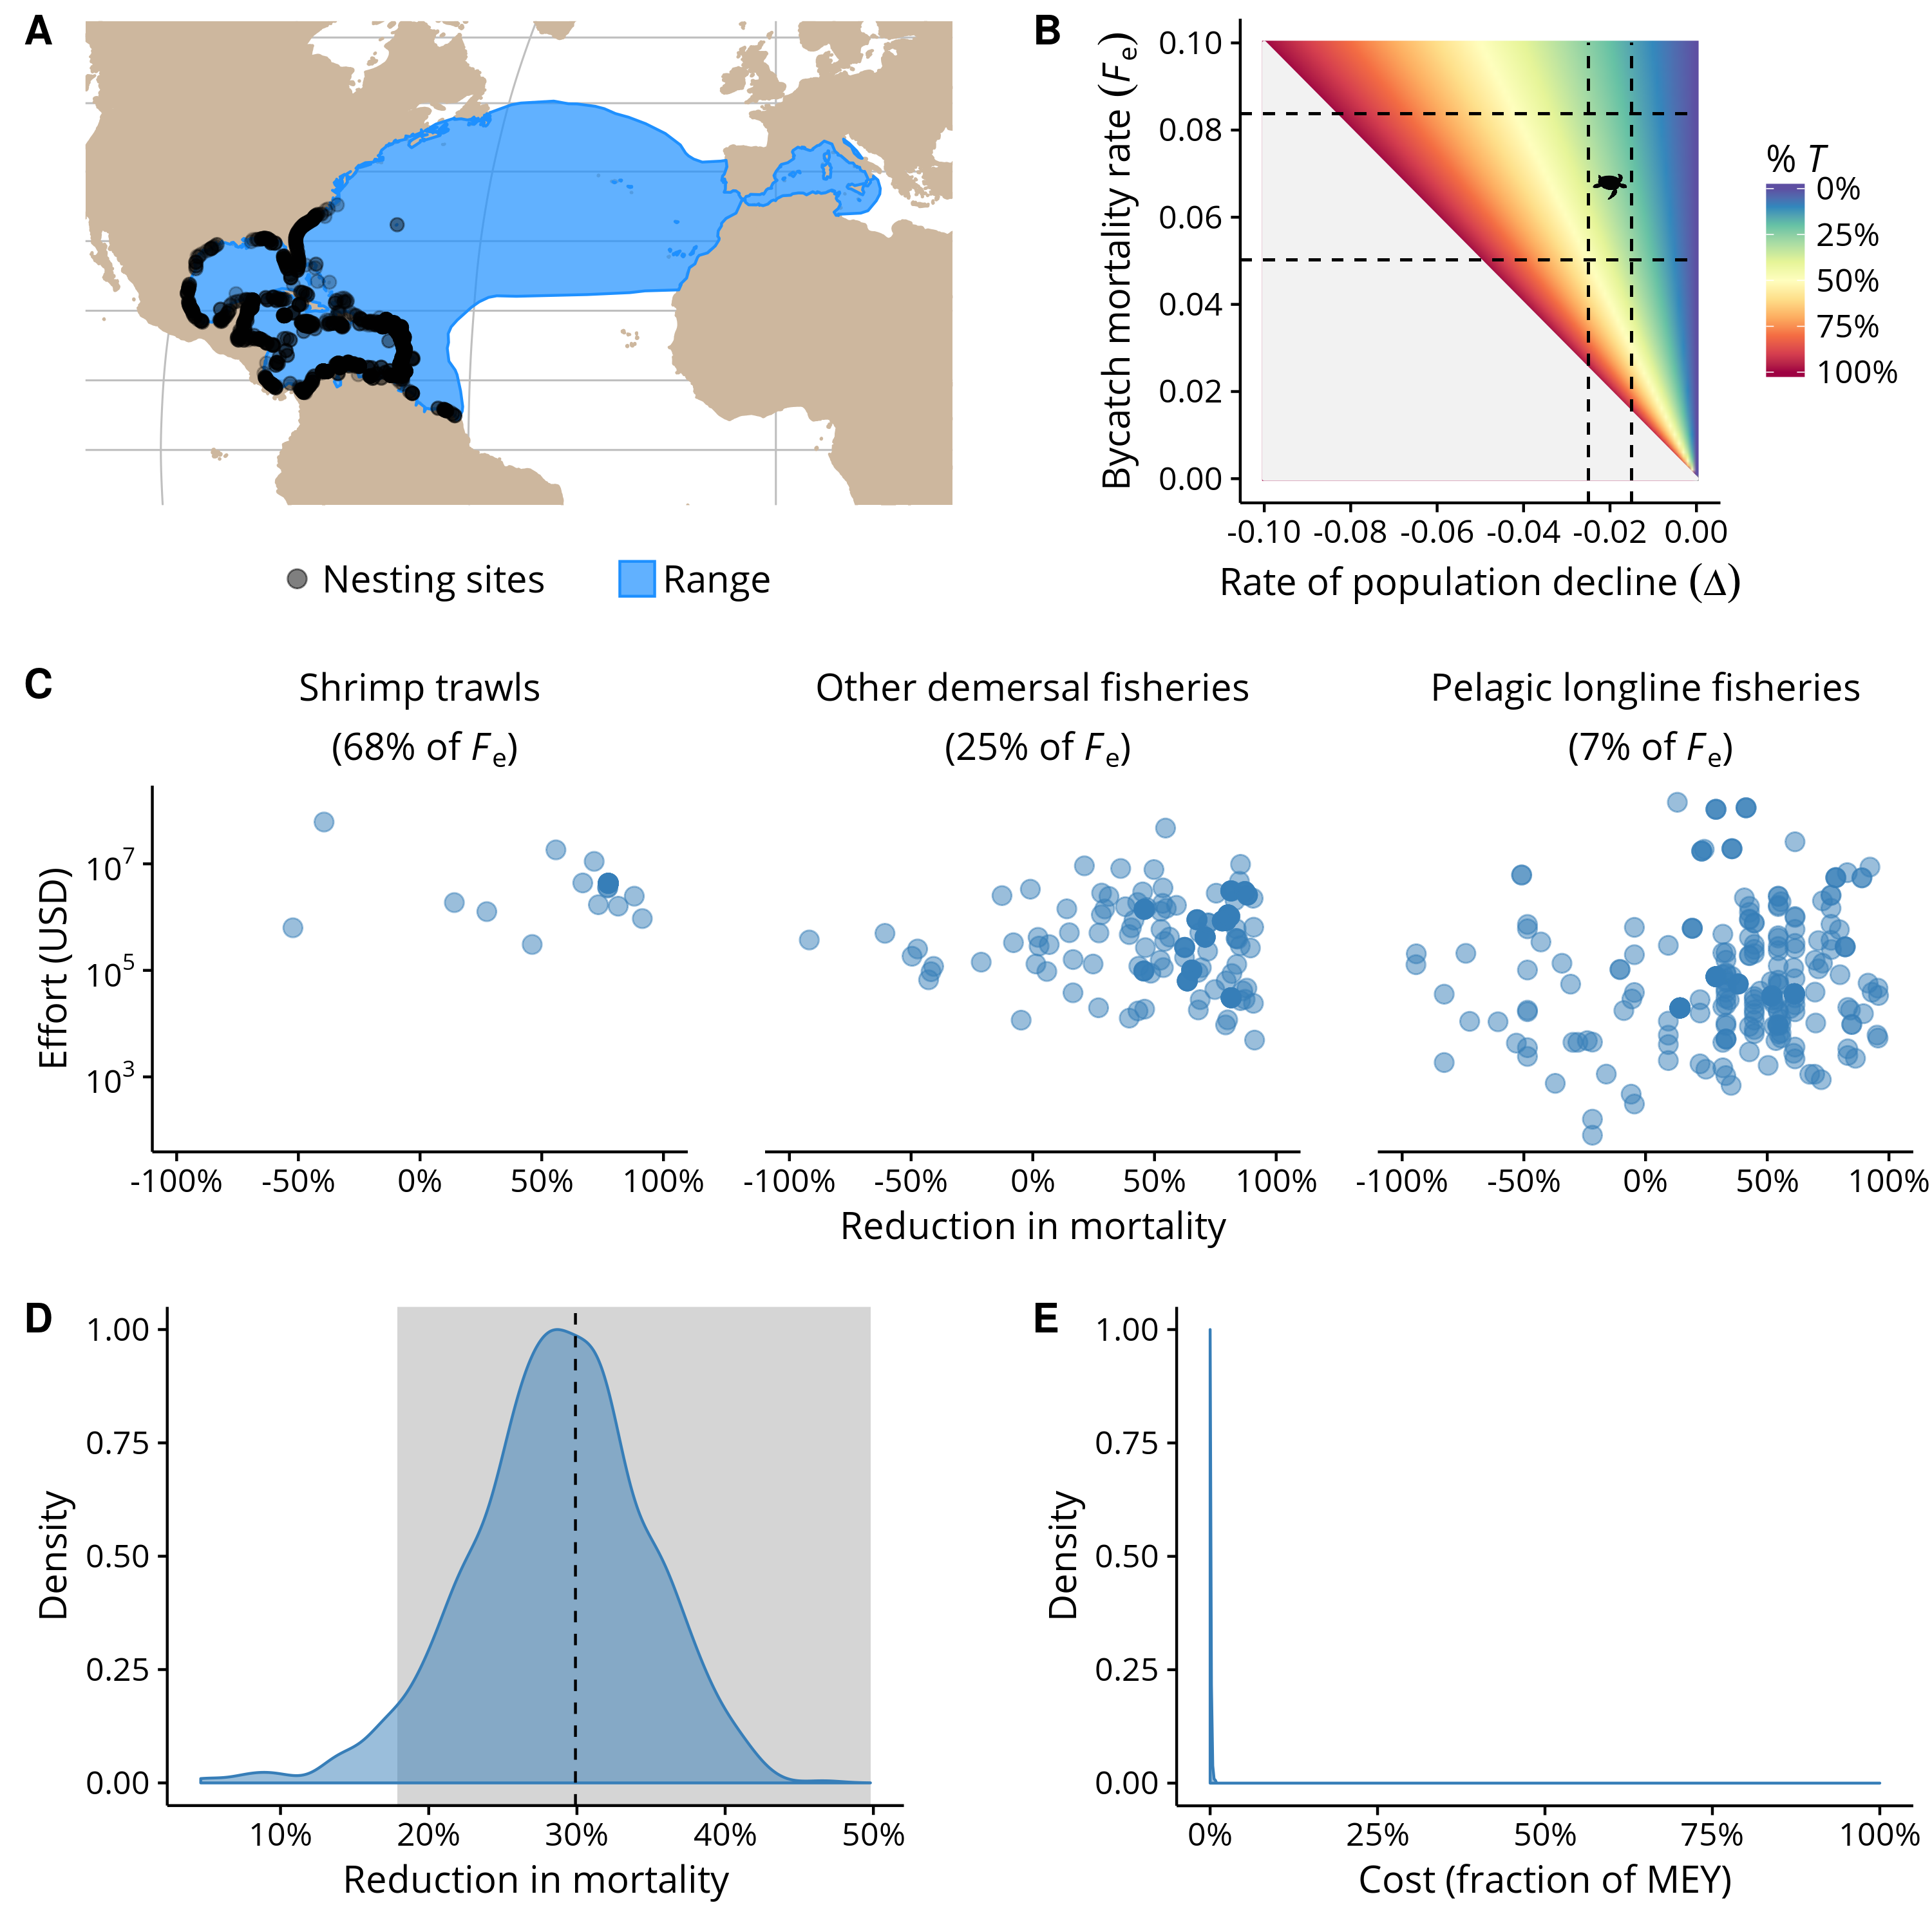 A
Nesting sites
Range
B
Bycatch mortality rate (Fe)
0.10
0.08
0.06
0.04
0.02
0.00
-0.10 -0.08 -0.06 -0.04 -0.02 0.00
Rate of population decline (Δ)
% T
0%
25%
50%
75%
100%
C
Shrimp trawls
(68% of Fe)
Other demersal fisheries
(25% of Fe)
Pelagic longline fisheries
(7% of Fe)
Effort (USD)
10^7
10^5
10^3
-100% -50% 0% 50% 100%
-100% -50% 0% 50% 100%
-100% -50% 0% 50% 100%
Reduction in mortality
D
Density
1.00
0.75
0.50
0.25
0.00
10% 20% 30% 40% 50%
Reduction in mortality
E
Density
1.00
0.75
0.50
0.25
0.00
0% 25% 50% 75% 100%
Cost (fraction of MEY)